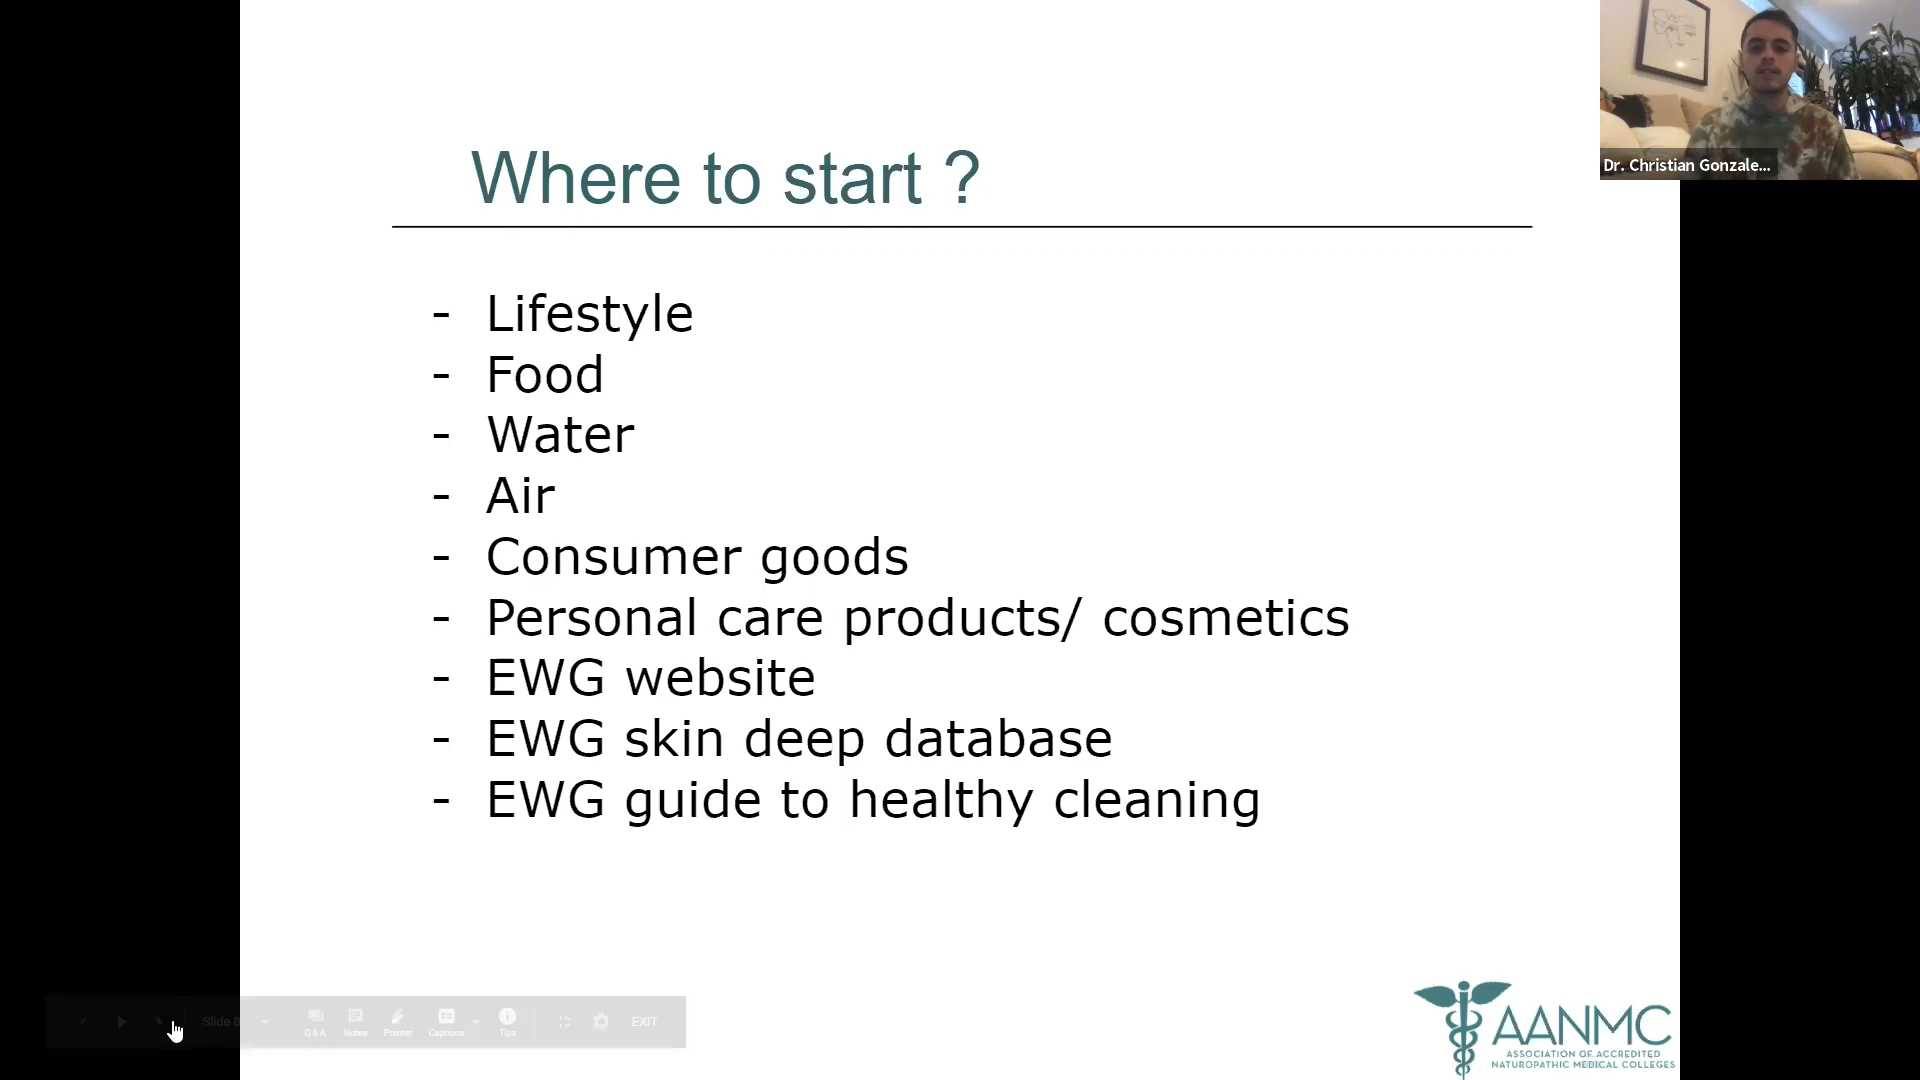 Where to start ?
- Lifestyle
- Food
- Water
- Air
- Consumer goods
- Personal care products/ cosmetics
- EWG website
- EWG skin deep database
- EWG guide to healthy cleaning
Dr. Christian Gonzale...
Slide 8
Q&A
Notes
Pointer
Captions
Tips
EXIT
AANMC
ASSOCIATION OF ACCREDITED
NATUROPATHIC MEDICAL COLLEGES